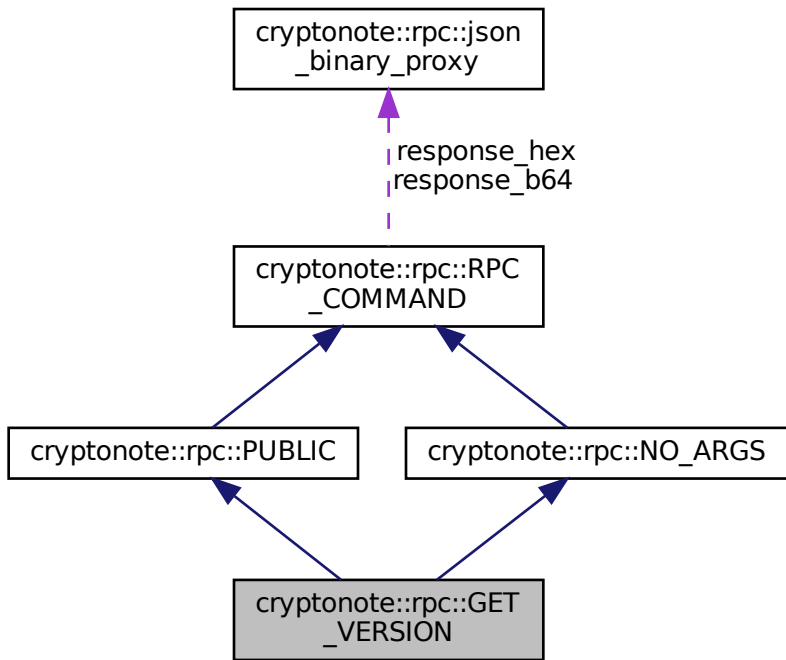 cryptonote::rpc::json
_binary_proxy
response_hex
response_b64
cryptonote::rpc::RPC
_COMMAND
cryptonote::rpc::PUBLIC
cryptonote::rpc::NO_ARGS
cryptonote::rpc::GET
_VERSION